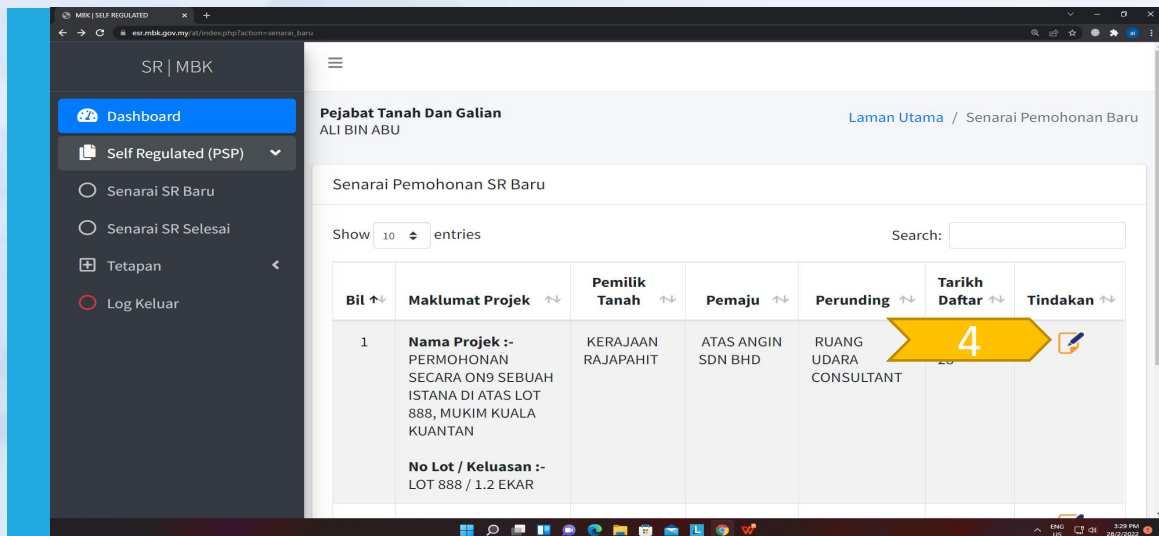 MBK | SELF REGULATED
esr.mbk.gov.my/at/index.php?action=senarai_baru
SR | MBK
Dashboard
Self Regulated (PSP)
Senarai SR Baru
Senarai SR Selesai
Tetapan
Log Keluar
Pejabat Tanah Dan Galian
ALI BIN ABU
Laman Utama / Senarai Pemohonan Baru
Senarai Pemohonan SR Baru
Show 10 entries
Search:
Bil Maklumat Projek Pemilik Tanah Pemaju Perunding Tarikh Daftar Tindakan
1
Nama Projek :-
PERMOHONAN
SECARA ON9 SEBUAH
ISTANA DI ATAS LOT
888, MUKIM KUALA
KUANTAN
No Lot / Keluasan :-
LOT 888 / 1.2 EKAR
KERAJAAN
RAJAPAHIT
ATAS ANGIN
SDN BHD
RUANG
UDARA
CONSULTANT
4
ENG
US
3:29 PM
28/2/2022